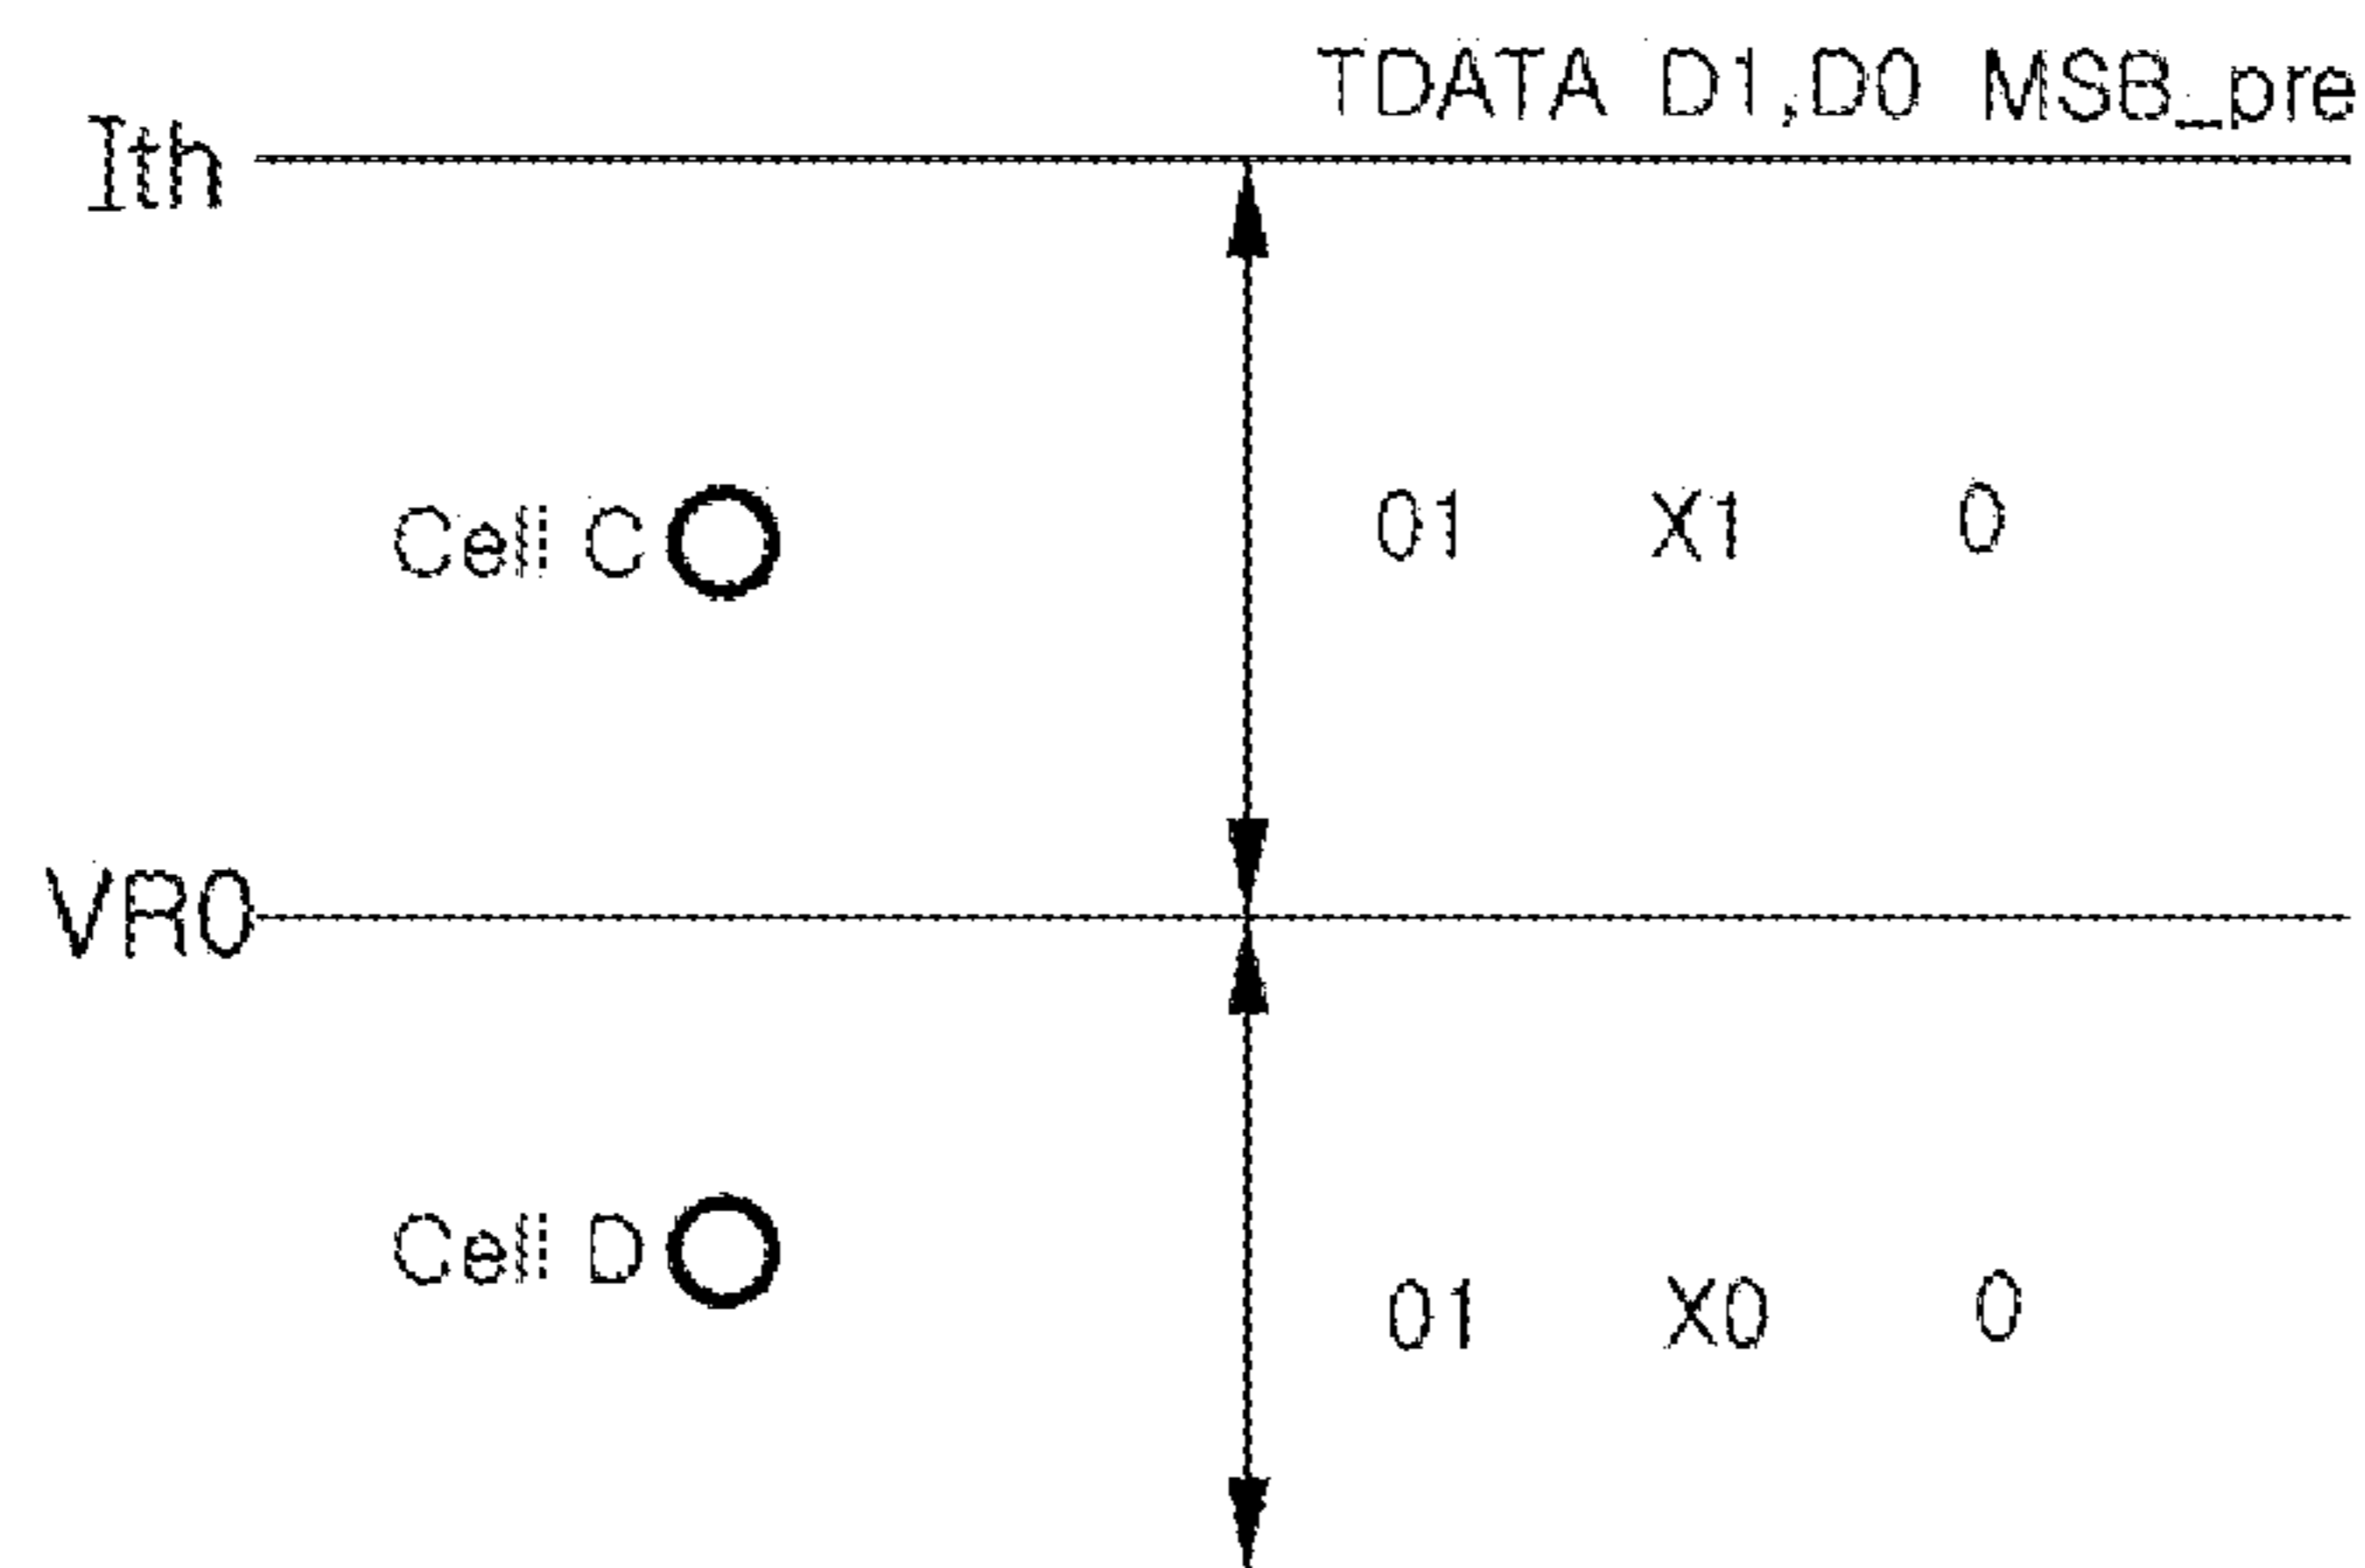 TDATA D1,D0 MSB_pre
Ith
Cell C 01 X1 0
VR0
Cell D 01 X0 0